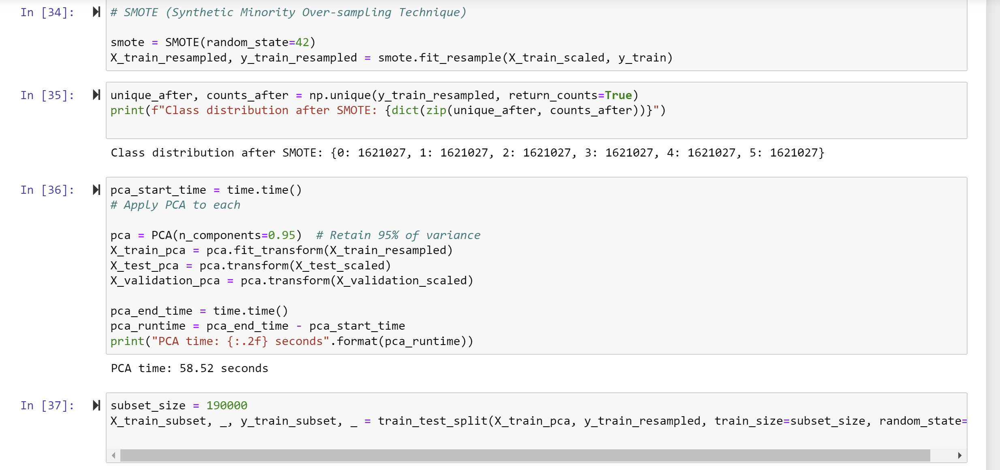 In [34]: # SMOTE (Synthetic Minority Over-sampling Technique)
smote = SMOTE(random_state=42)
X_train_resampled, y_train_resampled = smote.fit_resample(X_train_scaled, y_train)
In [35]: unique_after, counts_after = np.unique(y_train_resampled, return_counts=True)
print(f"Class distribution after SMOTE: {dict(zip(unique_after, counts_after))}")
Class distribution after SMOTE: {0: 1621027, 1: 1621027, 2: 1621027, 3: 1621027, 4: 1621027, 5: 1621027}
In [36]: pca_start_time = time.time()
# Apply PCA to each
pca = PCA(n_components=0.95)  # Retain 95% of variance
X_train_pca = pca.fit_transform(X_train_resampled)
X_test_pca = pca.transform(X_test_scaled)
X_validation_pca = pca.transform(X_validation_scaled)
pca_end_time = time.time()
pca_runtime = pca_end_time - pca_start_time
print("PCA time: {:.2f} seconds".format(pca_runtime))
PCA time: 58.52 seconds
In [37]: subset_size = 190000
X_train_subset, _, y_train_subset, _ = train_test_split(X_train_pca, y_train_resampled, train_size=subset_size, random_state=